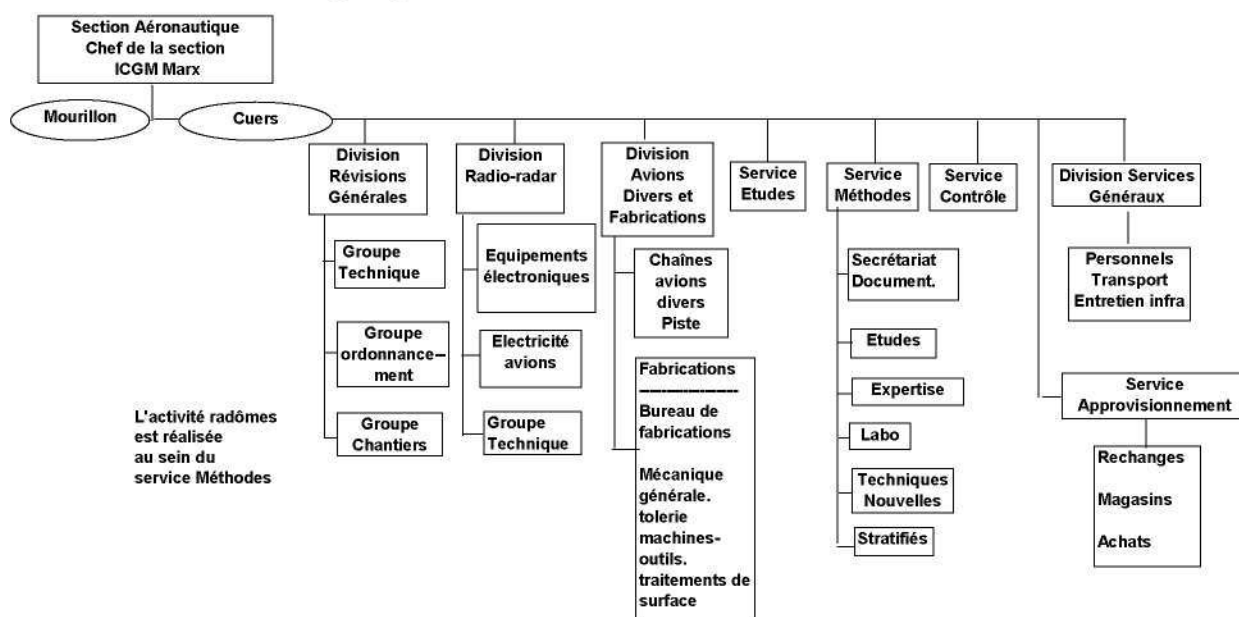 Section Aéronautique
Chef de la section
ICGM Marx
Mourillon
Cuers
Division
Révisions
Générales
Groupe
Technique
Groupe
ordonnance-
ment
Groupe
Chantiers
Division
Radio-radar
Equipements
électroniques
Electricité
avions
Groupe
Technique
Division
Avions
Divers et
Fabrications
Chaînes
avions
divers
Piste
Fabrications
--------------------
Bureau de
fabrications
Mécanique
générale.
tolerie
machines-
outils.
traitements de
surface
Service
Etudes
Service
Méthodes
Secrétariat
Document.
Etudes
Expertise
Labo
Techniques
Nouvelles
Stratifiés
Service
Contrôle
Division Services
Généraux
Personnels
Transport
Entretien infra
Service
Approvisionnement
Rechanges
Magasins
Achats
L'activité radômes
est réalisée
au sein du
service Méthodes